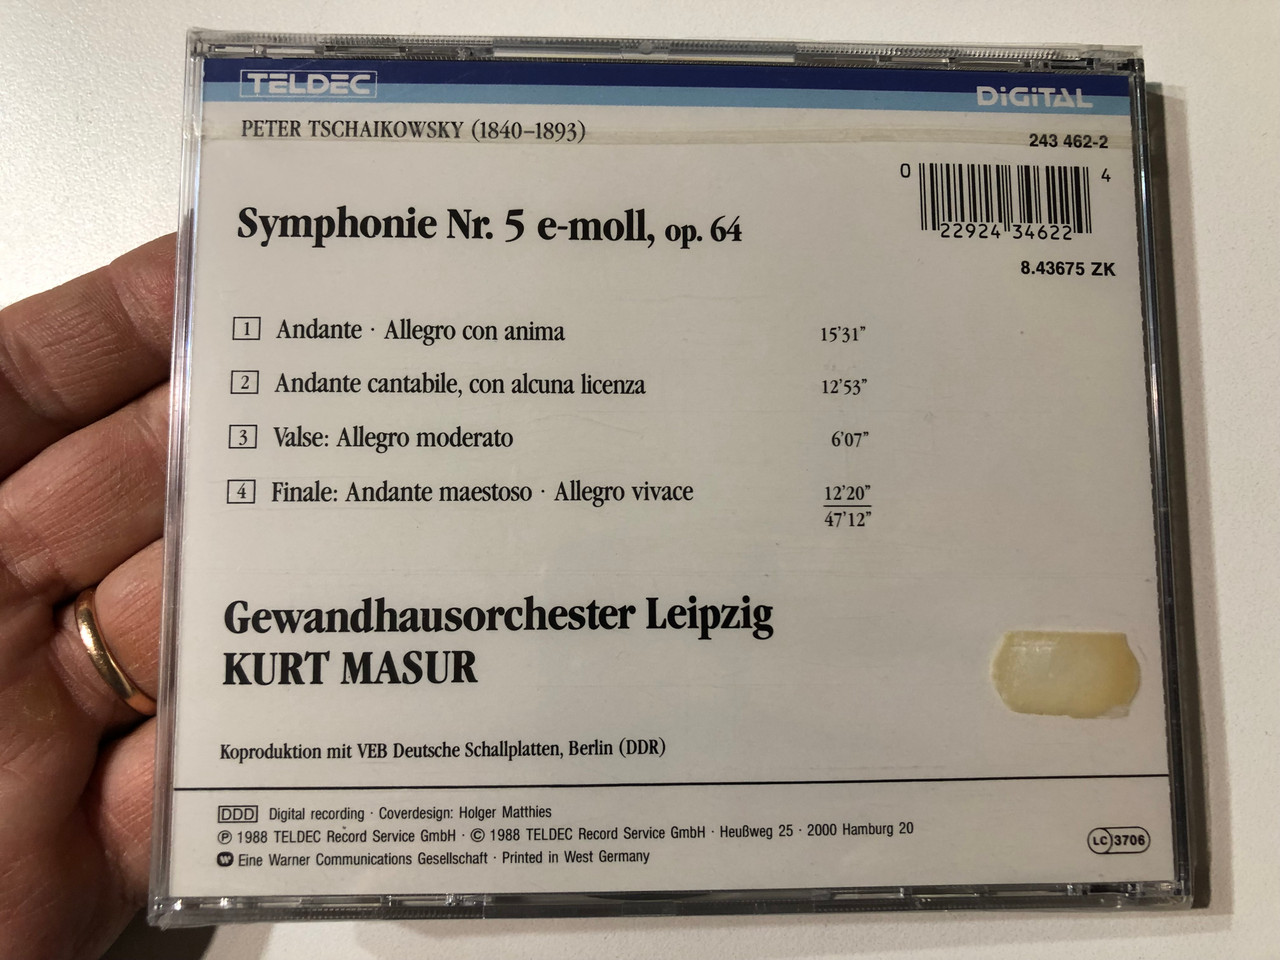 TELDEC
DiGiTAL
PETER TSCHAIKOWSKY (1840–1893)
243 462-2
0 22924 34622 4
8.43675 ZK
Symphonie Nr. 5 e-moll, op. 64
1 Andante · Allegro con anima 15'31"
2 Andante cantabile, con alcuna licenza 12'53"
3 Valse: Allegro moderato 6'07"
4 Finale: Andante maestoso · Allegro vivace 12'20"
47'12"
Gewandhausorchester Leipzig
KURT MASUR
Koproduktion mit VEB Deutsche Schallplatten, Berlin (DDR)
DDD Digital recording · Coverdesign: Holger Matthies
℗ 1988 TELDEC Record Service GmbH · © 1988 TELDEC Record Service GmbH · Heußweg 25 · 2000 Hamburg 20
Eine Warner Communications Gesellschaft · Printed in West Germany
LC 3706